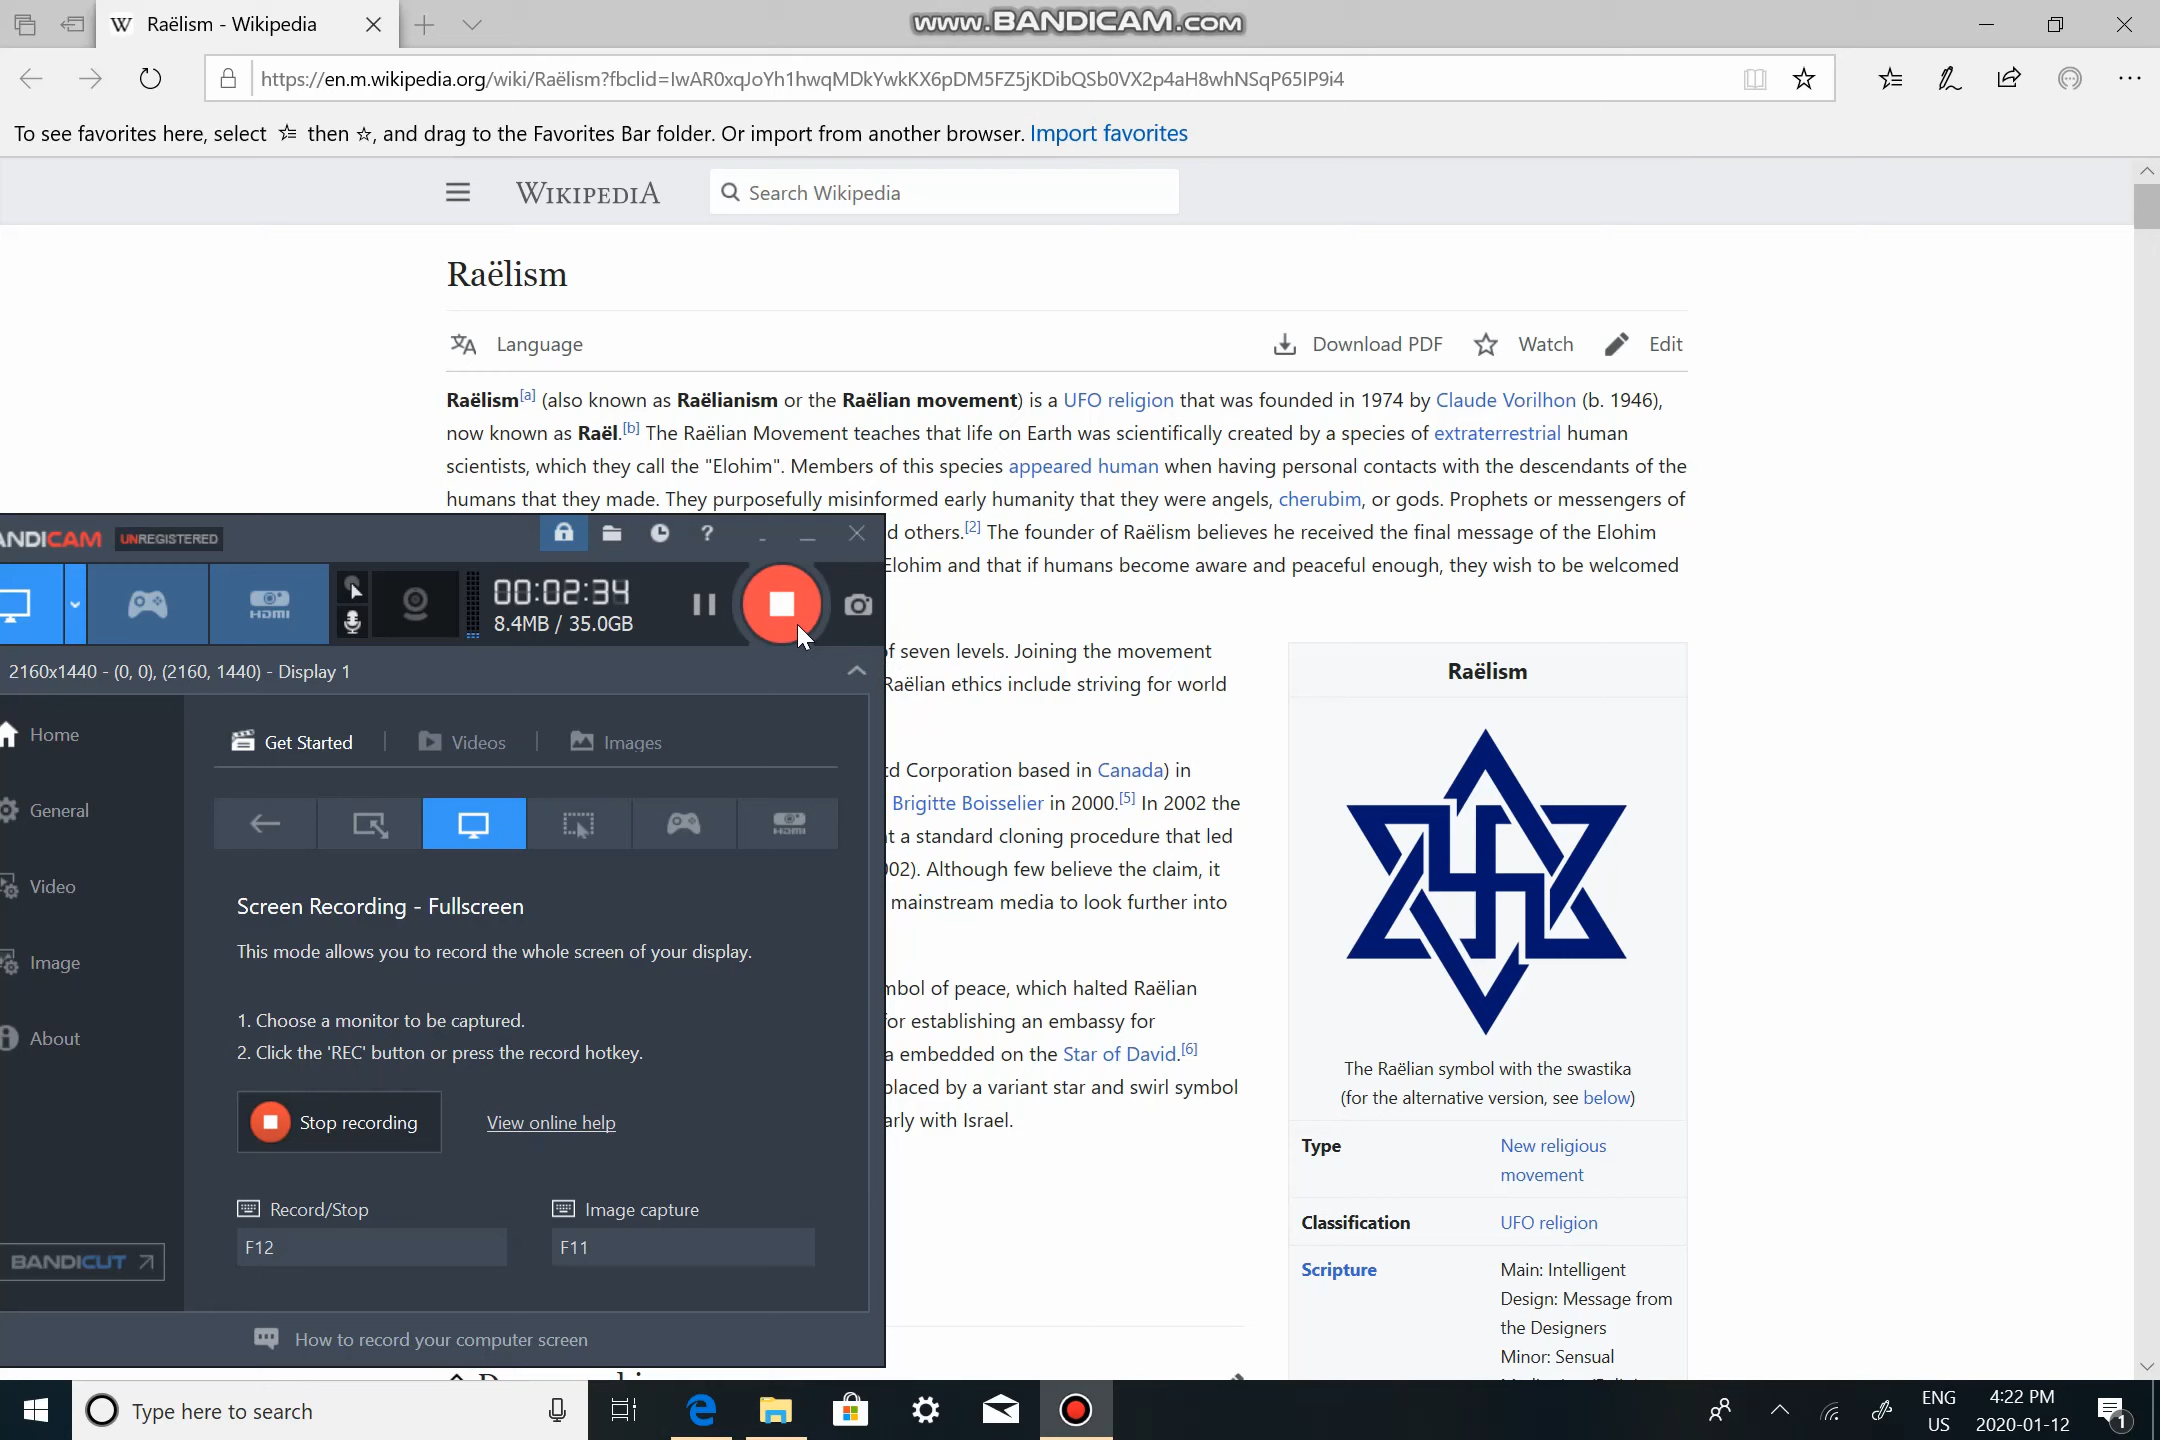 Raëlism - Wikipedia
www.BANDICAM.com
https://en.m.wikipedia.org/wiki/Raëlism?fbclid=IwAR0xqJoYh1hwqMDkYwkKX6pDM5FZ5jKDibQSb0VX2p4aH8whNSqP65IP9i4
To see favorites here, select then , and drag to the Favorites Bar folder. Or import from another browser. Import favorites
WIKIPEDIA
Search Wikipedia
Raëlism
Language
Download PDF
Watch
Edit
Raëlism[a] (also known as Raëlianism or the Raëlian movement) is a UFO religion that was founded in 1974 by Claude Vorilhon (b. 1946),
now known as Raël.[b] The Raëlian Movement teaches that life on Earth was scientifically created by a species of extraterrestrial human
scientists, which they call the "Elohim". Members of this species appeared human when having personal contacts with the descendants of the
humans that they made. They purposefully misinformed early humanity that they were angels, cherubim, or gods. Prophets or messengers of
d others.[2] The founder of Raëlism believes he received the final message of the Elohim
Elohim and that if humans become aware and peaceful enough, they wish to be welcomed
of seven levels. Joining the movement
Raëlian ethics include striving for world
td Corporation based in Canada) in
Brigitte Boisselier in 2000.[5] In 2002 the
t a standard cloning procedure that led
02). Although few believe the claim, it
mainstream media to look further into
mbol of peace, which halted Raëlian
for establishing an embassy for
a embedded on the Star of David.[6]
placed by a variant star and swirl symbol
arly with Israel.
Raëlism
The Raëlian symbol with the swastika
(for the alternative version, see below)
Type
New religious
movement
Classification
UFO religion
Scripture
Main: Intelligent
Design: Message from
the Designers
Minor: Sensual
ANDICAM UNREGISTERED
?
HDMI
00:02:34
8.4MB / 35.0GB
2160x1440 - (0, 0), (2160, 1440) - Display 1
Home
General
Video
Image
About
BANDICUT
Get Started
Videos
Images
HDMI
Screen Recording - Fullscreen
This mode allows you to record the whole screen of your display.
1. Choose a monitor to be captured.
2. Click the 'REC' button or press the record hotkey.
Stop recording
View online help
Record/Stop
Image capture
F12
F11
How to record your computer screen
Type here to search
ENG
US
4:22 PM
2020-01-12
1